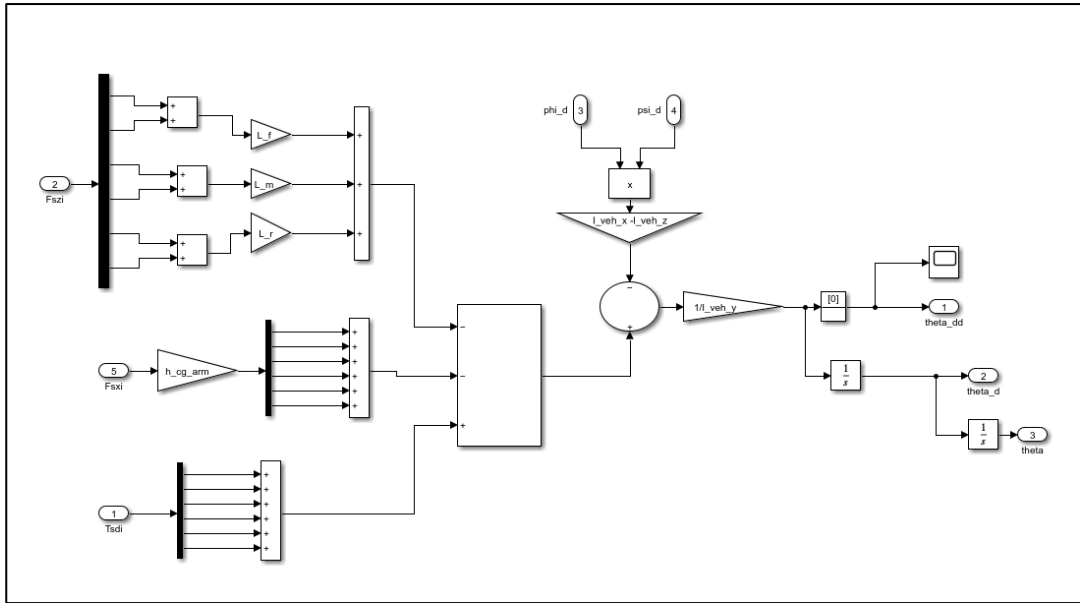 2
Fszi
+
+
+
+
+
+
L_f
L_m
L_r
+
+
+
phi_d
3
psi_d
4
x
I_veh_x -I_veh_z
−
+
1/I_veh_y
[0]
1
theta_dd
1
s
2
theta_d
1
s
3
theta
5
Fsxi
h_cg_arm
+
+
+
+
+
+
−
−
+
1
Tsdi
+
+
+
+
+
+